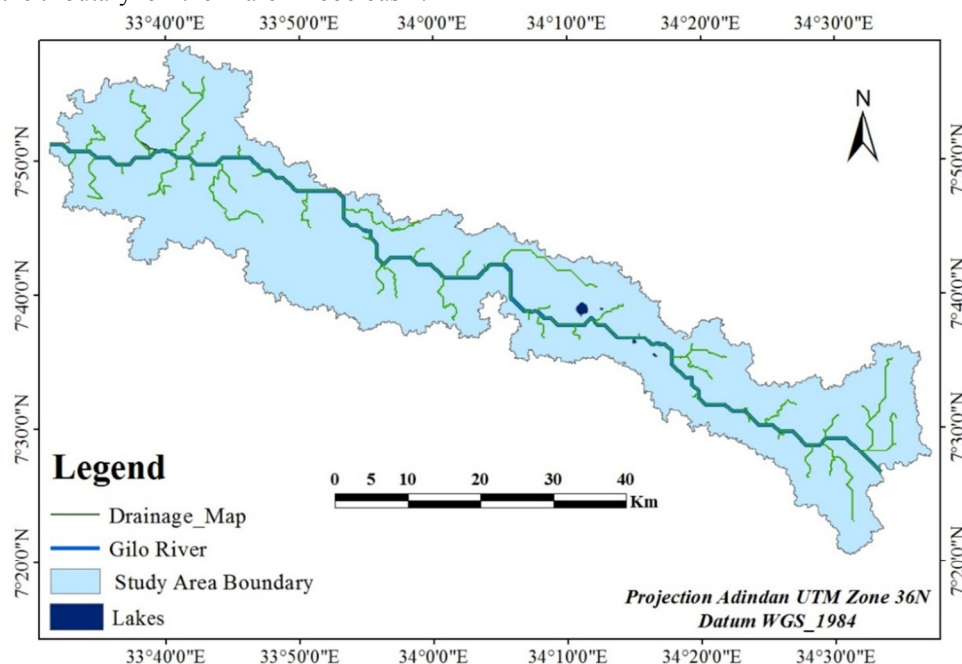 33°40'0"E 33°50'0"E 34°00'0"E 34°10'0"E 34°20'0"E 34°30'0"E
N
7°50'0"N 7°50'0"N
7°40'0"N 7°40'0"N
7°30'0"N 7°30'0"N
7°20'0"N 7°20'0"N
Legend
Drainage_Map
Gilo River
Study Area Boundary
Lakes
0 5 10 20 30 40
Km
Projection Adindan UTM Zone 36N
Datum WGS_1984
33°40'0"E 33°50'0"E 34°00'0"E 34°10'0"E 34°20'0"E 34°30'0"E